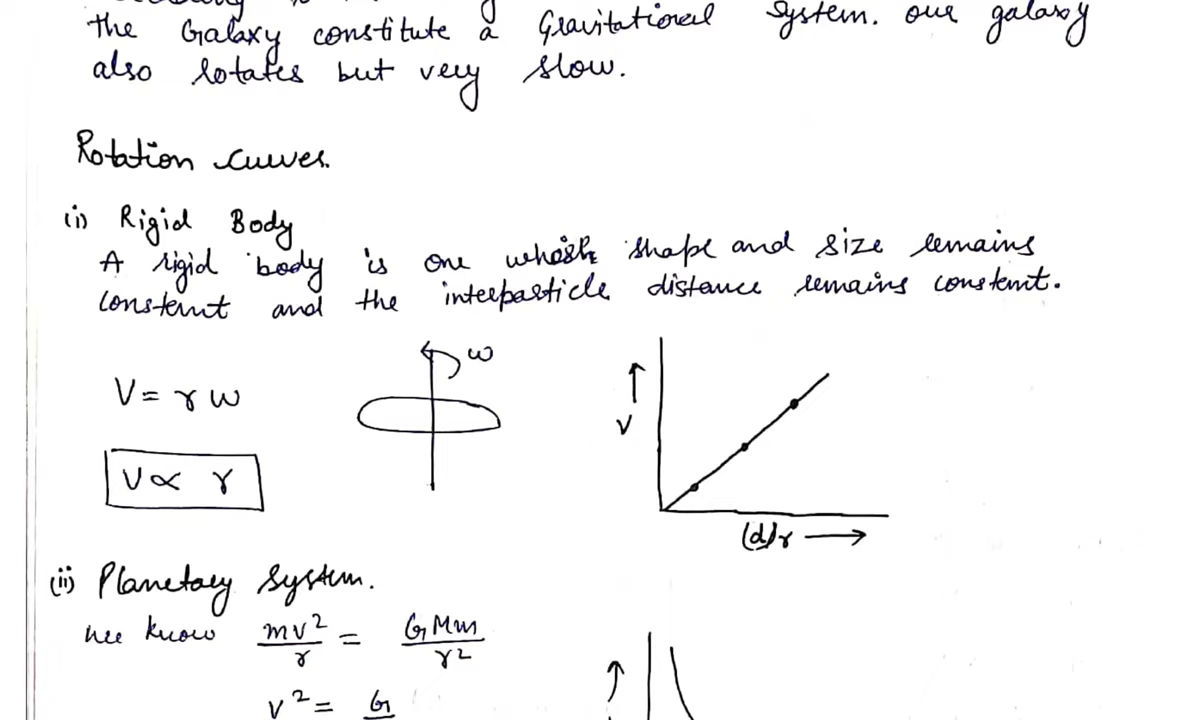 the Galaxy constitute a Gravitational system. our galaxy
also rotates but very slow.
Rotation curves.
(i) Rigid Body
A rigid body is one shape and size remains
constant and the interparticle distance remains constant.
V = r ω
ω
↑
V
V ∝ r
(d)r →
(ii) Planetary System.
we know mv²/r = GMm/r²
↑
v² = G